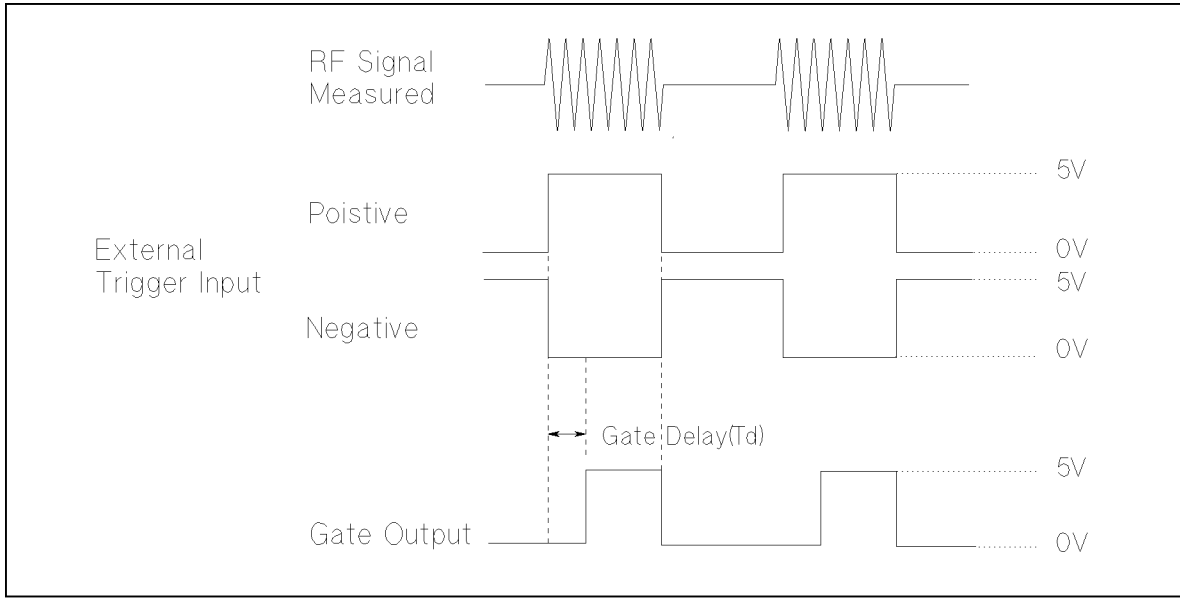 RF Signal
Measured
5V
Poistive
External
Trigger Input
0V
5V
Negative
0V
Gate Delay(Td)
5V
Gate Output
0V